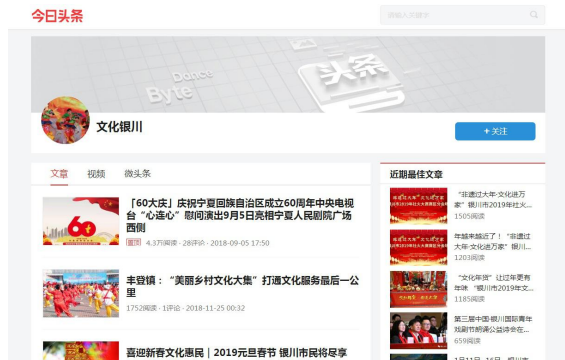 今日头条
请输入关键字
Dance
Byte
头条
文化银川
+ 关注
文章
视频
微头条
「60大庆」庆祝宁夏回族自治区成立60周年中央电视
台“心连心”慰问演出9月5日亮相宁夏人民剧院广场
西侧
置顶 4.3万阅读 · 28评论 · 2018-09-05 17:50
丰登镇：“美丽乡村文化大集”打通文化服务最后一公
里
1752阅读 · 1评论 · 2018-11-25 00:32
喜迎新春文化惠民｜2019元旦春节 银川市民将尽享
近期最佳文章
“非遗过大年·文化进万
家”银川市2019年社火...
1505阅读
年越来越近了！“非遗过
大年·文化进万家”银川...
1203阅读
“文化年货”让过年更有
年味 “银川市2019年文...
1185阅读
第三届中国·银川国际青年
戏剧节朗诵公益诗会在...
659阅读